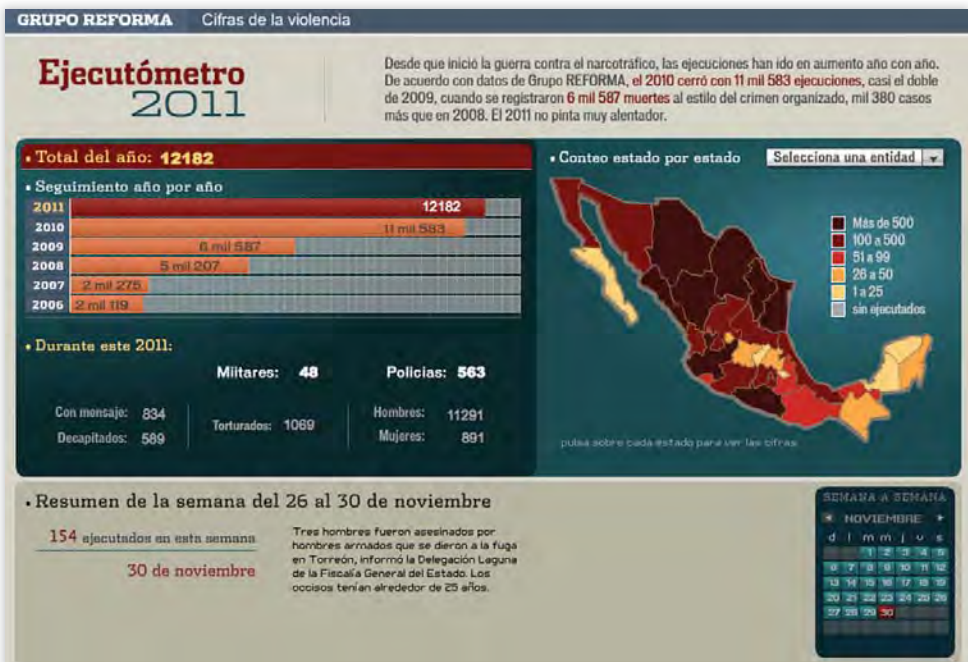 GRUPO REFORMA Cifras de la violencia
Ejecutómetro
2011
Desde que inició la guerra contra el narcotráfico, las ejecuciones han ido en aumento año con año.
De acuerdo con datos de Grupo REFORMA, el 2010 cerró con 11 mil 583 ejecuciones, casi el doble
de 2009, cuando se registraron 6 mil 587 muertes al estilo del crimen organizado, mil 380 casos
más que en 2008. El 2011 no pinta muy alentador.
• Total del año: 12182
• Seguimiento año por año
2011 12182
2010 11 mil 583
2009 6 mil 587
2008 5 mil 207
2007 2 mil 275
2006 2 mil 119
• Durante este 2011:
Miitares: 48 Policias: 563
Con mensaje: 834
Decapitados: 589
Torturados: 1069
Hombres: 11291
Mujeres: 891
• Conteo estado por estado Selecciona una entidad
Más de 500
100 a 500
51 a 99
26 a 50
1 a 25
sin ejecutados
pulsa sobre cada estado para ver las cifras
• Resumen de la semana del 26 al 30 de noviembre
154 ejecutados en esta semana
30 de noviembre
Tres hombres fueron asesinados por
hombres armados que se dieron a la fuga
en Torreón, informó la Delegación Laguna
de la Fiscalía General del Estado. Los
occisos tenían alrededor de 25 años.
SEMANA A SEMANA
NOVIEMBRE
d l m m j v s
1 2 3 4 5
6 7 8 9 10 11 12
13 14 15 16 17 18 19
20 21 22 23 24 25 26
27 28 29 30